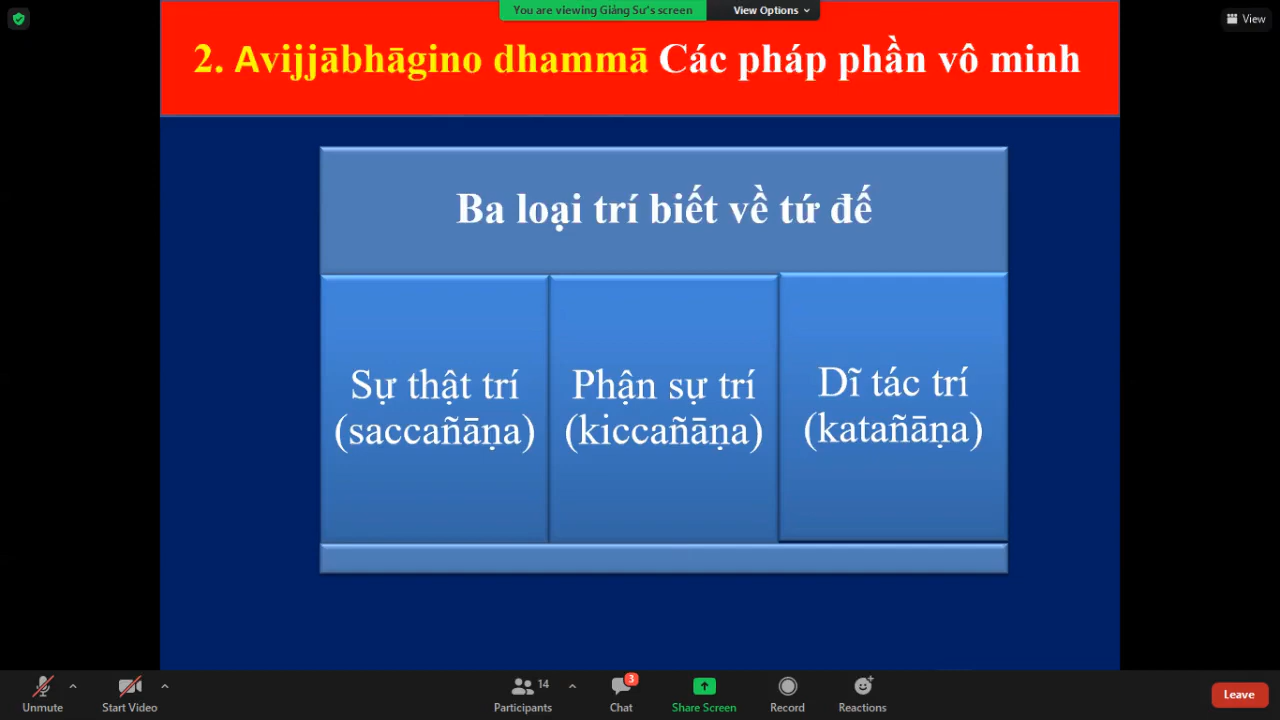 You are viewing Giảng Sư's screen
View Options
View
2. Avijjābhāgino dhammā Các pháp phần vô minh
Ba loại trí biết về tứ đế
Sự thật trí
(saccañāṇa)
Phận sự trí
(kiccañāṇa)
Dĩ tác trí
(katañāṇa)
Unmute
Start Video
14
Participants
3
Chat
Share Screen
Record
Reactions
Leave